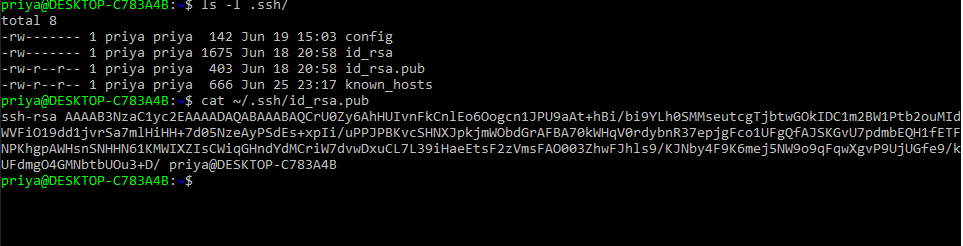 priya@DESKTOP-C783A4B:~$ ls -l .ssh/
total 8
-rw------- 1 priya priya  142 Jun 19 15:03 config
-rw------- 1 priya priya 1675 Jun 18 20:58 id_rsa
-rw-r--r-- 1 priya priya  403 Jun 18 20:58 id_rsa.pub
-rw-r--r-- 1 priya priya  666 Jun 25 23:17 known_hosts
priya@DESKTOP-C783A4B:~$ cat ~/.ssh/id_rsa.pub
ssh-rsa AAAAB3NzaC1yc2EAAAADAQABAAABAQCrU0Zy6AhHUIvnFkCnlEo6Oogcn1JPU9aAt+hBi/bi9YLh0SMMseutcgTjbtwGOkIDC1m2BW1Ptb2ouMId
WVFiO19dd1jvrSa7mlHiHH+7d05NzeAyPSdEs+xpIi/uPPJPBKvcSHNXJpkjmWObdGrAFBA70kWHqV0rdybnR37epjgFco1UFgQfAJSKGvU7pdmbEQH1fETF
NPKhgpAWHsnSNHHN61KMWIXZIsCWiqGHndYdMCriW7dvwDxuCL7L39iHaeEtsF2zVmsFAO003ZhwFJhls9/KJNby4F9K6mej5NW9o9qFqwXgvP9UjUGfe9/k
UFdmgO4GMNbtbUOu3+D/ priya@DESKTOP-C783A4B
priya@DESKTOP-C783A4B:~$